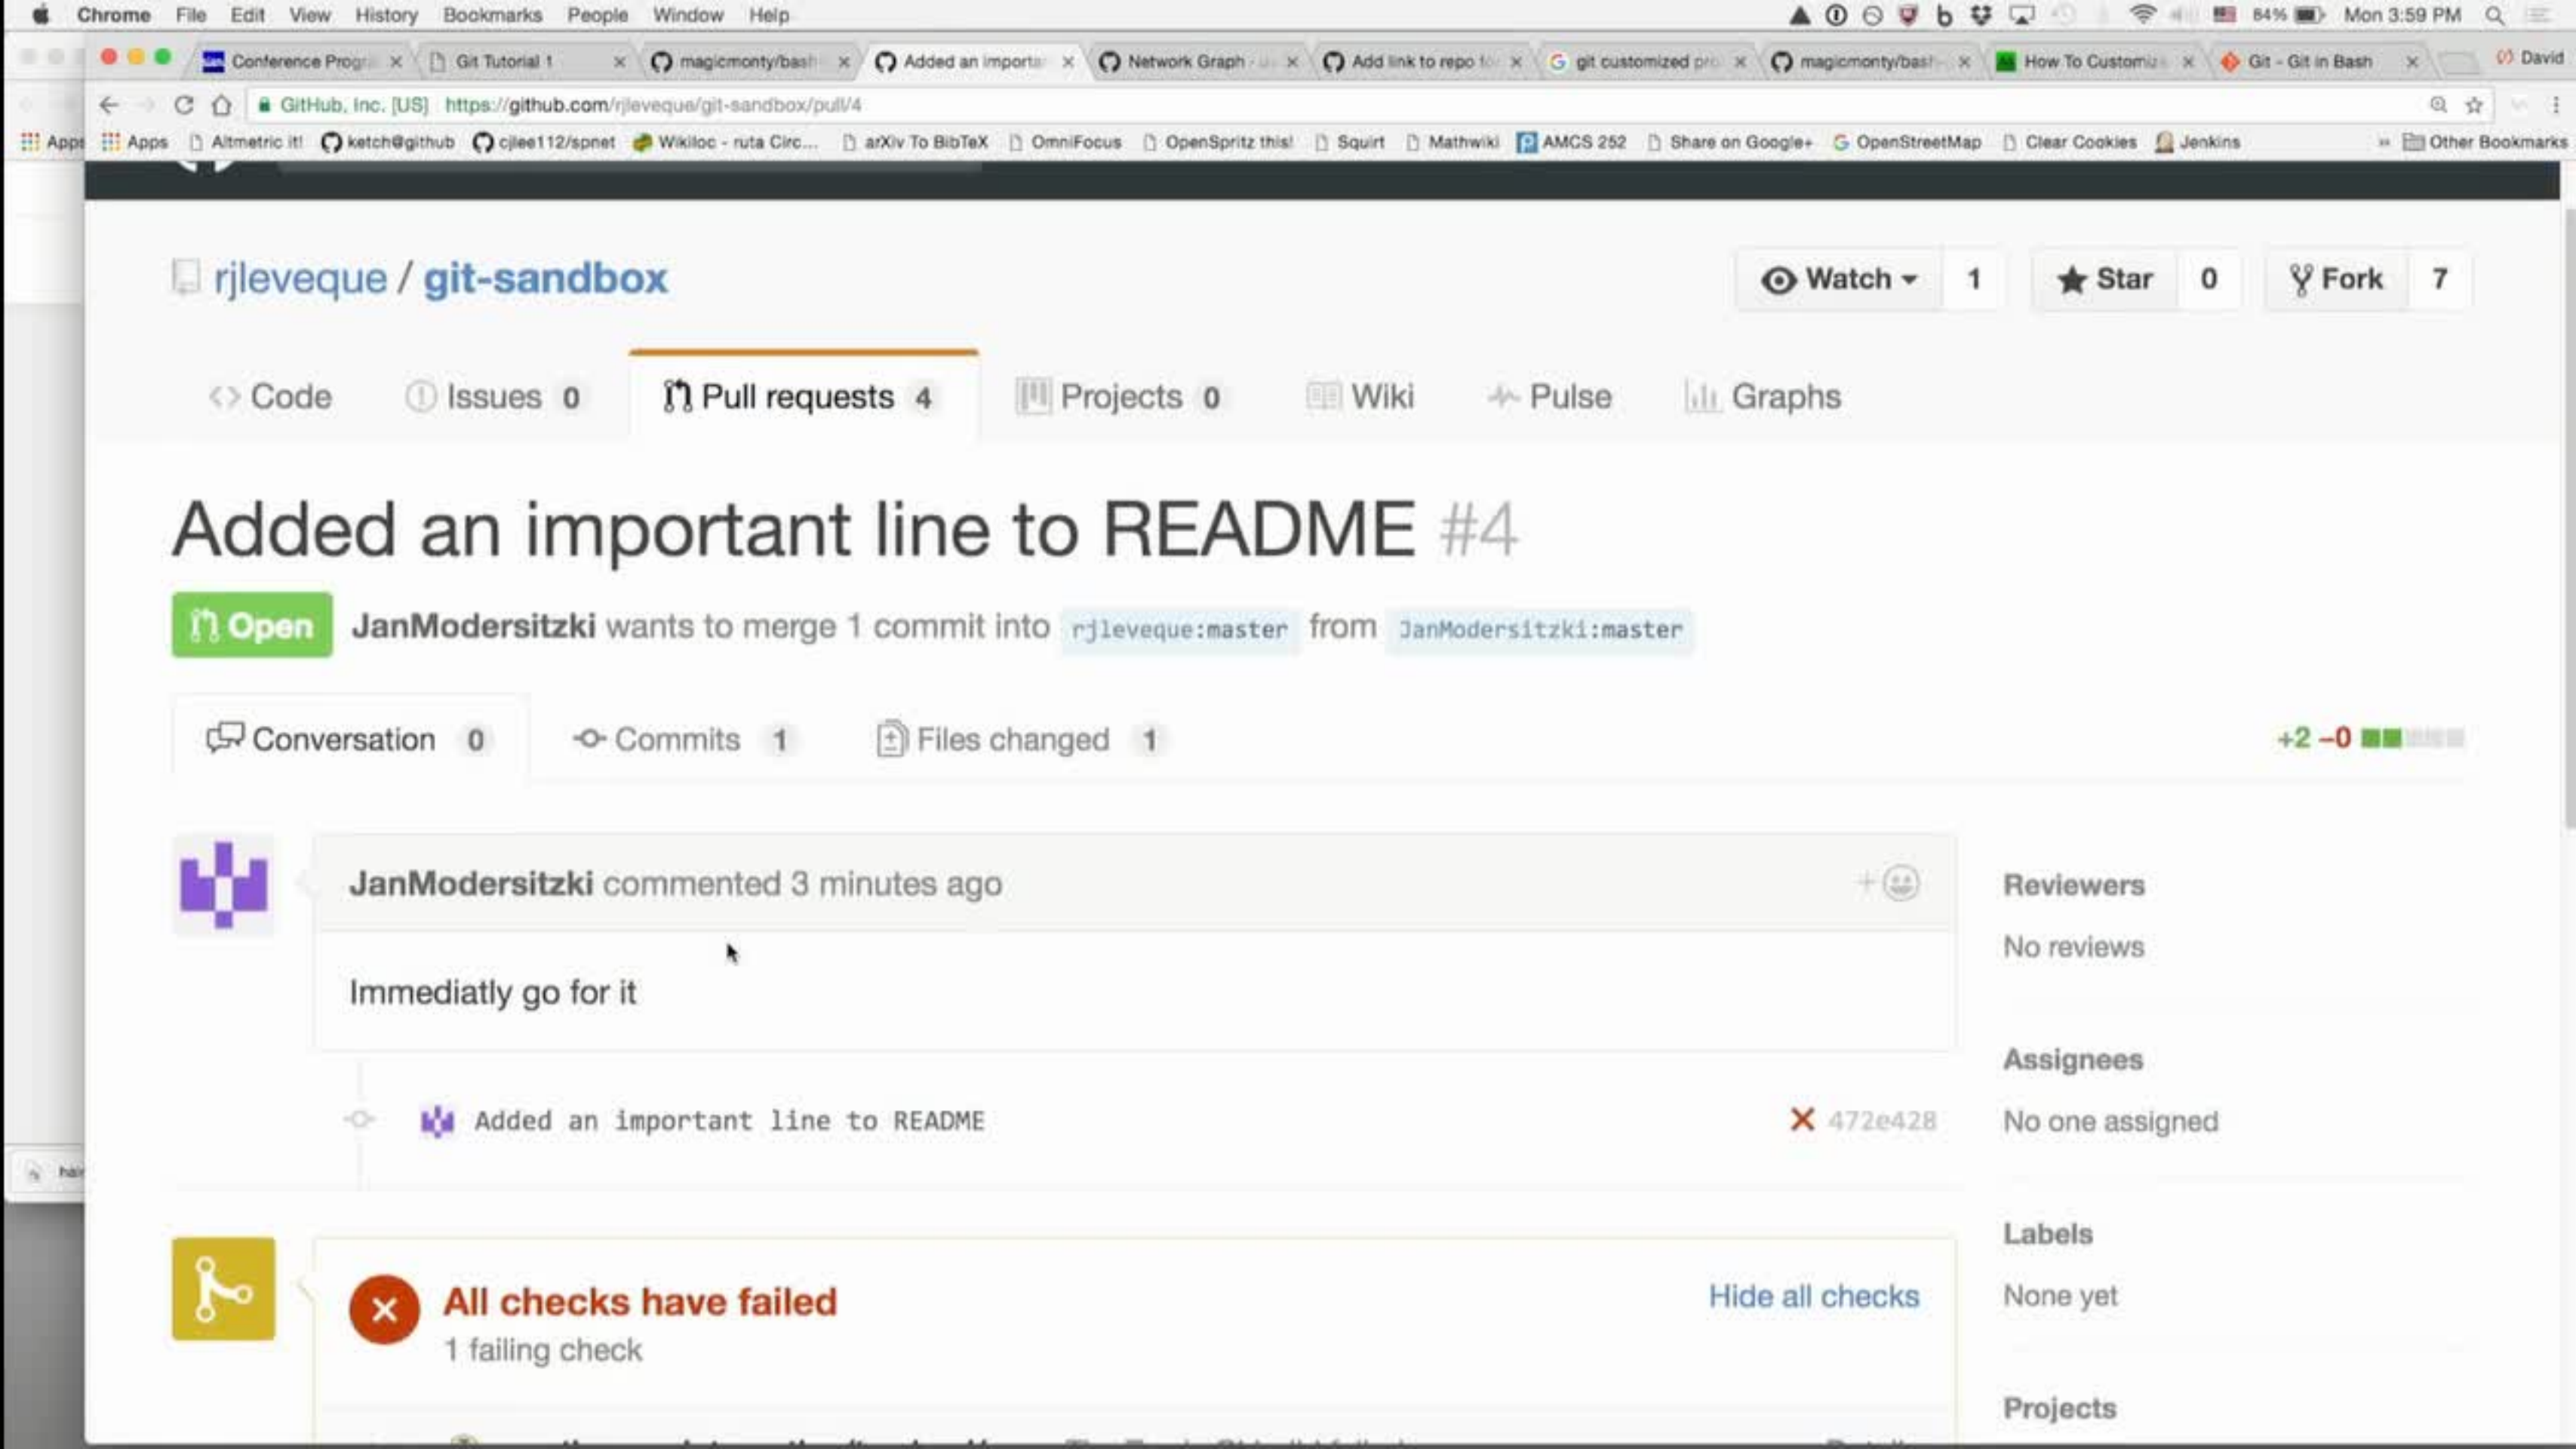 Chrome File Edit View History Bookmarks People Window Help 64% Mon 3:59 PM
Conference Progra Git Tutorial 1 magicmonty/bash Added an importa Network Graph Add link to repo for git customized pro magicmonty/bash- How To Customiz Git - Git in Bash David
GitHub, Inc. [US] https://github.com/rjleveque/git-sandbox/pull/4
Apps Apps Altmetric it! ketch@github cjlee112/spnet Wikiloc - ruta Circ... arXiv To BibTeX OmniFocus OpenSpritz this! Squirt Mathwiki AMCS 252 Share on Google+ OpenStreetMap Clear Cookies Jenkins » Other Bookmarks
rjleveque / git-sandbox Watch 1 Star 0 Fork 7
Code Issues 0 Pull requests 4 Projects 0 Wiki Pulse Graphs
Added an important line to README #4
Open JanModersitzki wants to merge 1 commit into rjleveque:master from JanModersitzki:master
Conversation 0 Commits 1 Files changed 1 +2 −0
JanModersitzki commented 3 minutes ago
Reviewers
No reviews
Immediatly go for it
Assignees
No one assigned
Added an important line to README 472e428
Labels
None yet
All checks have failed Hide all checks
1 failing check
Projects